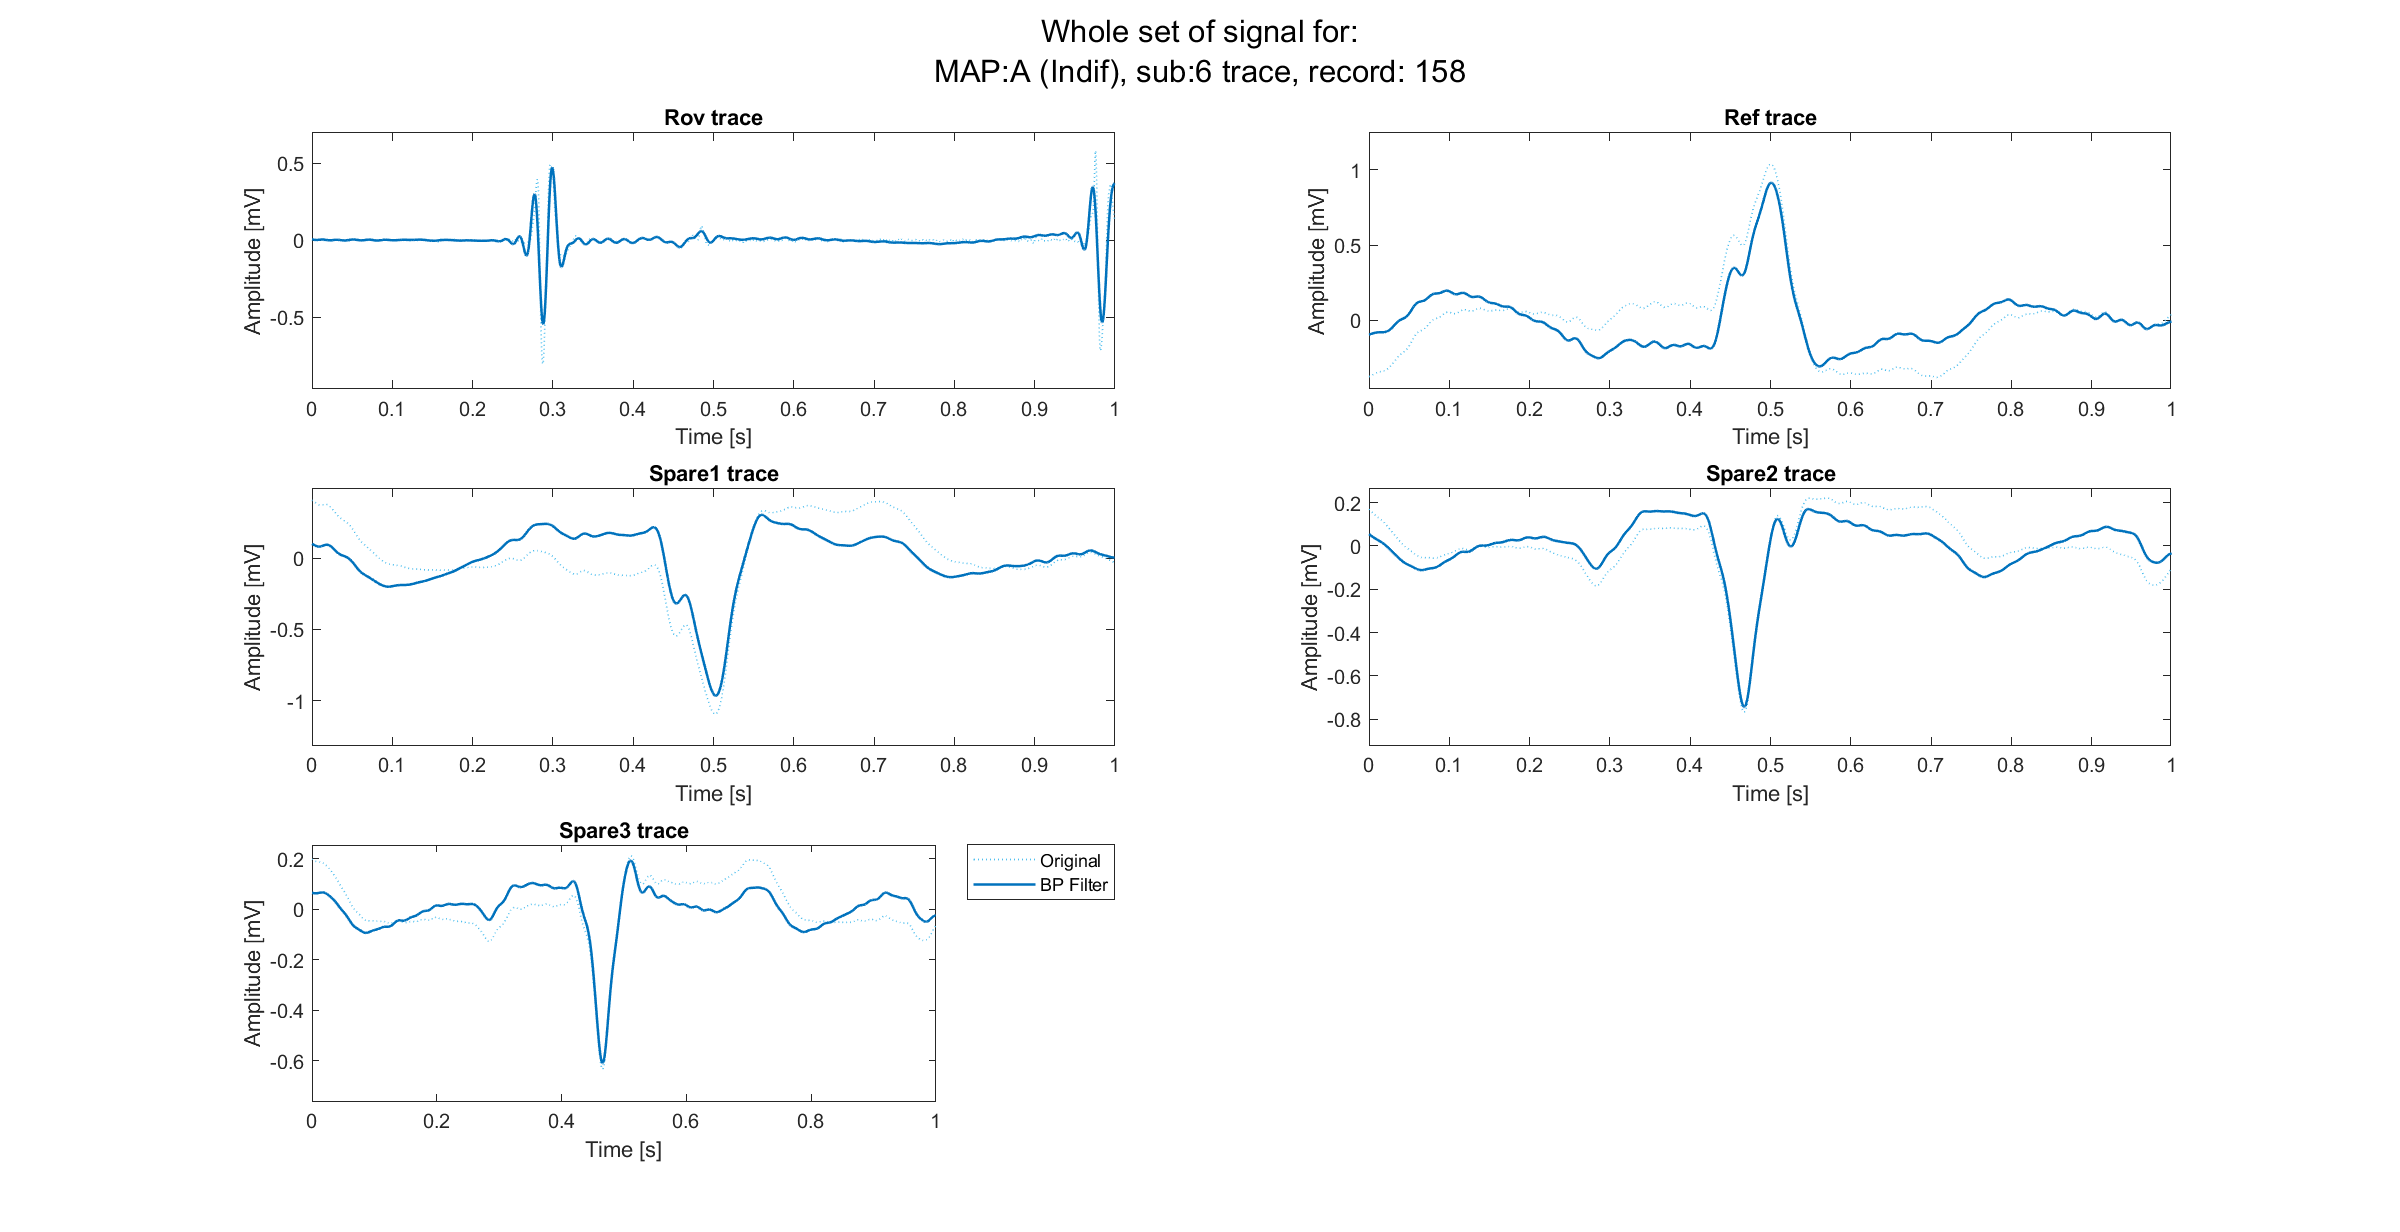 Whole set of signal for:
MAP:A (Indif), sub:6 trace, record: 158
Rov trace
Amplitude [mV]
0.5
0
-0.5
0 0.1 0.2 0.3 0.4 0.5 0.6 0.7 0.8 0.9 1
Time [s]
Ref trace
Amplitude [mV]
1
0.5
0
0 0.1 0.2 0.3 0.4 0.5 0.6 0.7 0.8 0.9 1
Time [s]
Spare1 trace
Amplitude [mV]
0
-0.5
-1
0 0.1 0.2 0.3 0.4 0.5 0.6 0.7 0.8 0.9 1
Time [s]
Spare2 trace
Amplitude [mV]
0.2
0
-0.2
-0.4
-0.6
-0.8
0 0.1 0.2 0.3 0.4 0.5 0.6 0.7 0.8 0.9 1
Time [s]
Spare3 trace
Amplitude [mV]
0.2
0
-0.2
-0.4
-0.6
0 0.2 0.4 0.6 0.8 1
Time [s]
Original
BP Filter